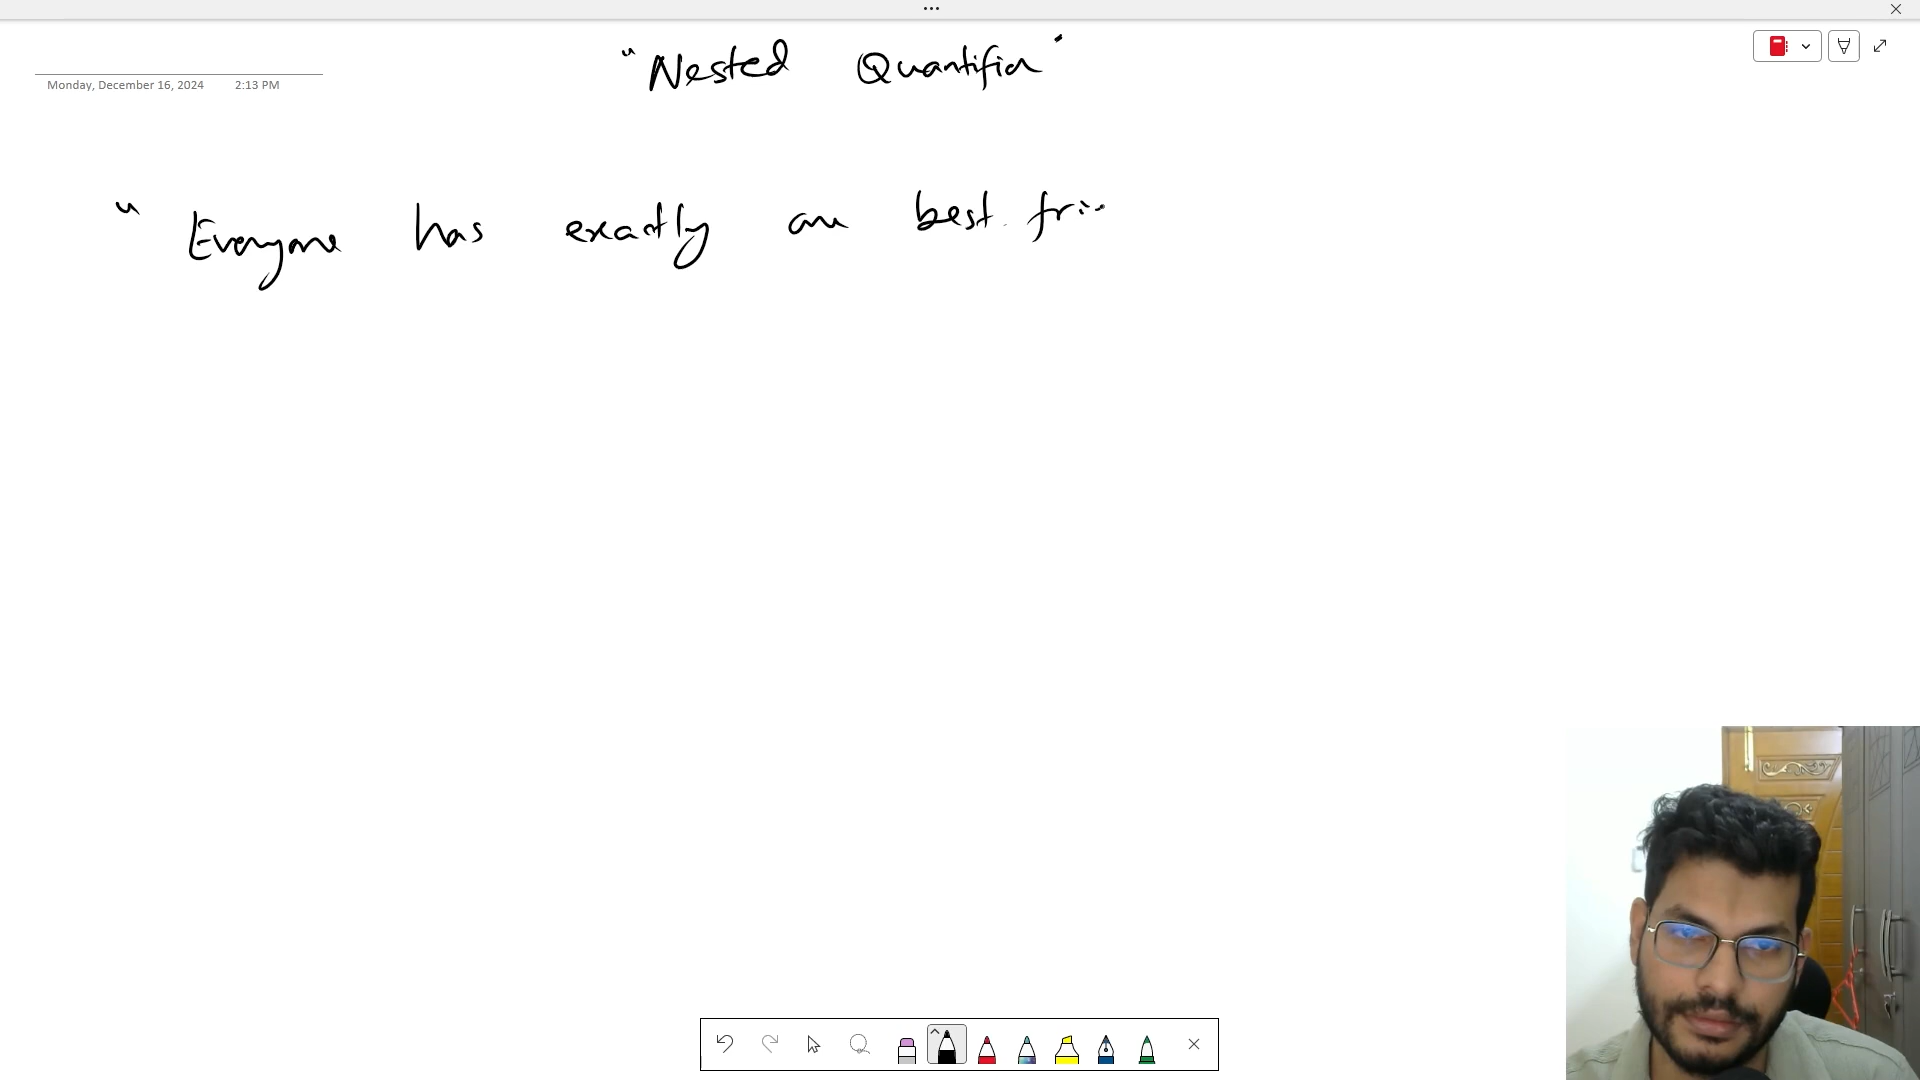 "Nested Quantifier"
Monday, December 16, 2024 2:13 PM
" Everyone has exactly one best fri